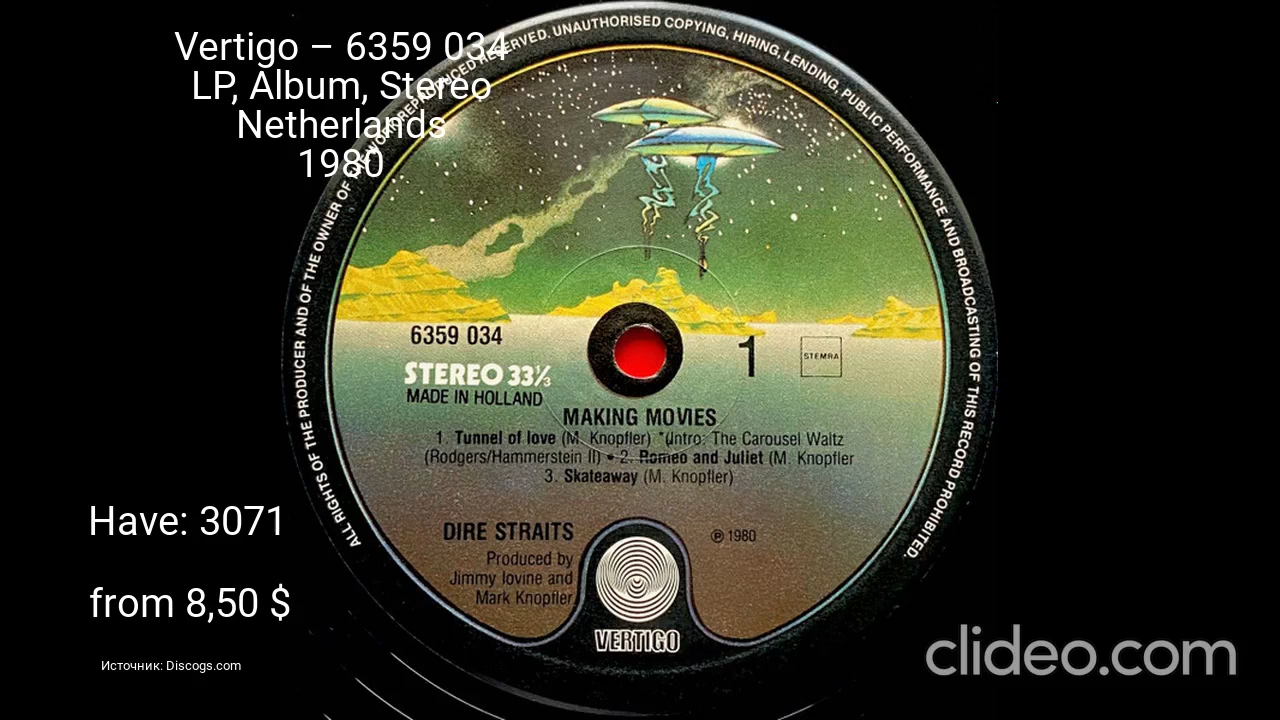 Vertigo – 6359 034
LP, Album, Stereo
Netherlands
1980
ALL RIGHTS OF THE PRODUCER AND OF THE OWNER OF THE WORK REPRODUCED RESERVED. UNAUTHORISED COPYING, HIRING, LENDING, PUBLIC PERFORMANCE AND BROADCASTING OF THIS RECORD PROHIBITED.
6359 034
1
STEMRA
STEREO 33⅓
MADE IN HOLLAND
MAKING MOVIES
1. Tunnel of love (M. Knopfler) *(Intro: The Carousel Waltz
(Rodgers/Hammerstein II) • 2. Romeo and Juliet (M. Knopfler
3. Skateaway (M. Knopfler)
Have: 3071
DIRE STRAITS
℗ 1980
Produced by
Jimmy Iovine and
Mark Knopfler
VERTIGO
from 8,50 $
Источник: Discogs.com
clideo.com